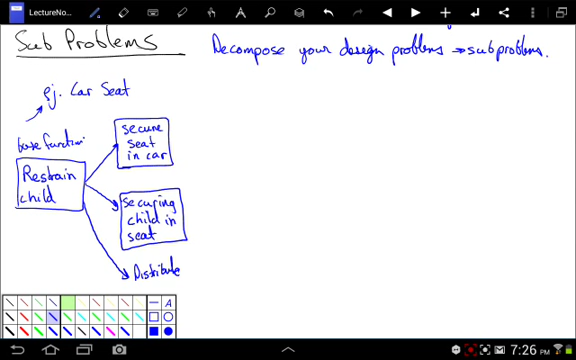 LectureNo
Sub Problems
Decompose your design problems → subproblems.
eg. Car Seat
base function
Restrain
child
secure
seat
in car
securing
child in
seat
Distribute
7:26 PM